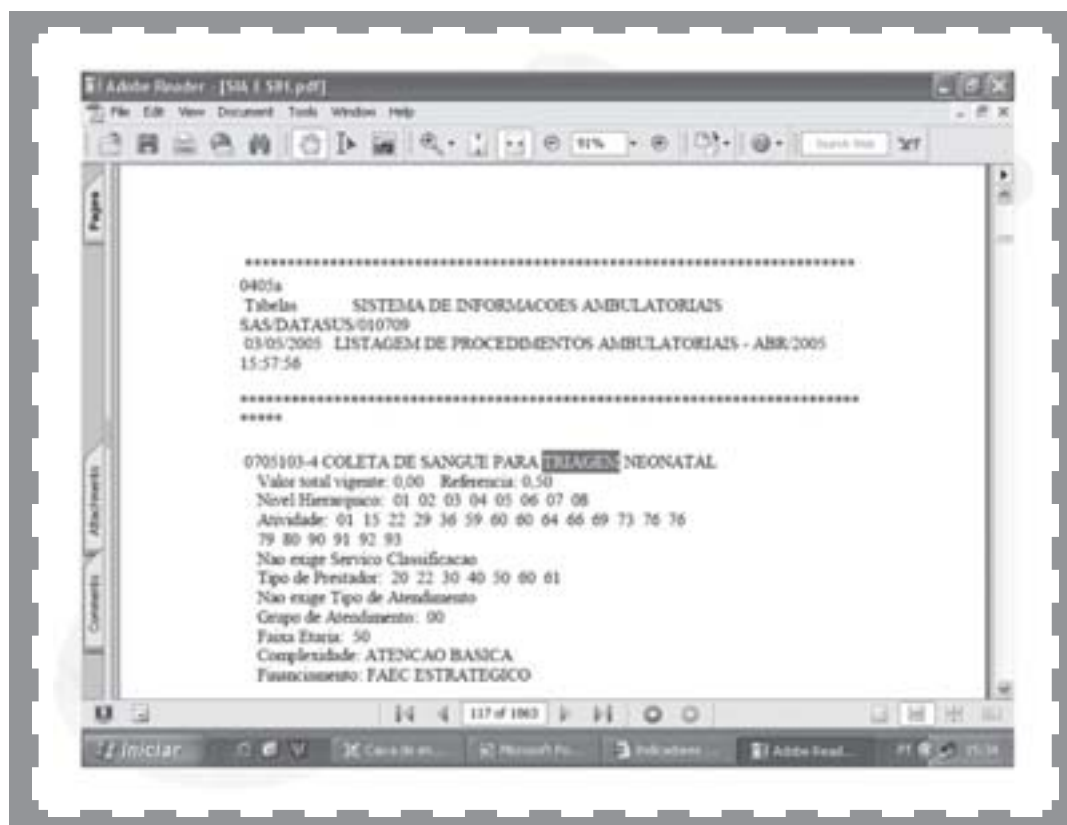 Adobe Reader - [SIA E SIH.pdf]
File Edit View Document Tools Window Help
91%
Pages
Attachments
Comments
********************************************************************************
0405a
Tabelas SISTEMA DE INFORMACOES AMBULATORIAIS
SAS/DATASUS/010709
03/05/2005 LISTAGEM DE PROCEDIMENTOS AMBULATORIAIS - ABR/2005
15:57:56
********************************************************************************
*****
0705103-4 COLETA DE SANGUE PARA TRIAGEM NEONATAL
Valor total vigente: 0,00 Referencia: 0,50
Nivel Hierarquico: 01 02 03 04 05 06 07 08
Atividade: 01 15 22 29 36 59 60 60 64 66 69 73 76 76
79 80 90 91 92 93
Nao exige Servico Classificacao
Tipo de Prestador: 20 22 30 40 50 60 61
Nao exige Tipo de Atendimento
Grupo de Atendimento: 00
Faixa Etaria: 50
Complexidade: ATENCAO BASICA
Financiamento: FAEC ESTRATEGICO
117 of 1063
Iniciar
Microsoft
Indicadores
Adobe Read...
PT